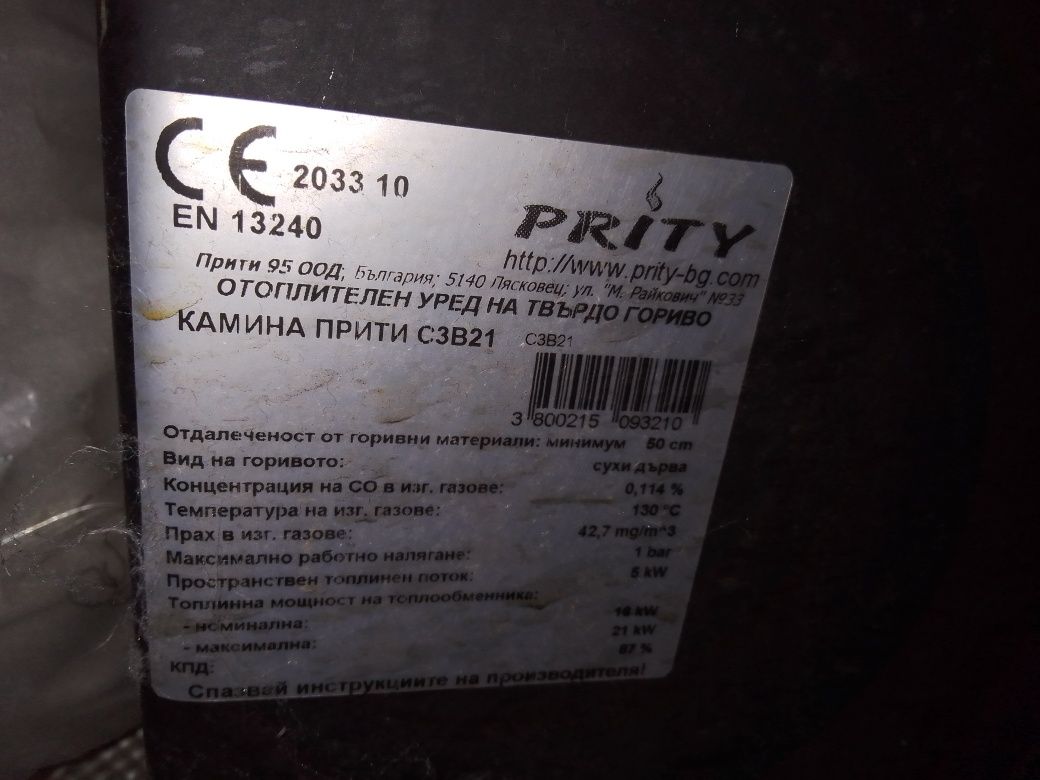 CE 2033 10
EN 13240
PRITY
http://www.prity-bg.com
Прити 95 ООД; България; 5140 Лясковец; ул. "М. Райкович" №33
ОТОПЛИТЕЛЕН УРЕД НА ТВЪРДО ГОРИВО
КАМИНА ПРИТИ C3B21 C3B21
3 800215 093210
Отдалеченост от горивни материали: минимум 50 cm
Вид на горивото: сухи дърва
Концентрация на СО в изг. газове: 0,114 %
Температура на изг. газове: 130 °C
Прах в изг. газове: 42,7 mg/m^3
Максимално работно налягане: 1 bar
Пространствен топлинен поток: 5 kW
Топлинна мощност на топлообменника:
- номинална: 18 kW
- максимална: 21 kW
КПД: 87 %
Спазвай инструкциите на производителя!